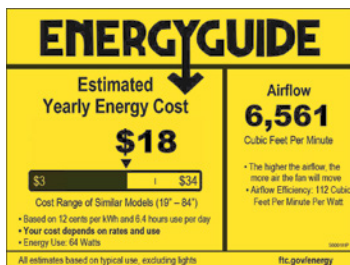 ENERGYGUIDE
Estimated
Yearly Energy Cost
$18
$3
$34
Cost Range of Similar Models (19" – 84")
• Based on 12 cents per kWh and 6.4 hours use per day
• Your cost depends on rates and use
• Energy Use: 64 Watts
All estimates based on typical use, excluding lights
Airflow
6,561
Cubic Feet Per Minute
• The higher the airflow, the
more air the fan will move
• Airflow Efficiency: 112 Cubic
Feet Per Minute Per Watt
ftc.gov/energy